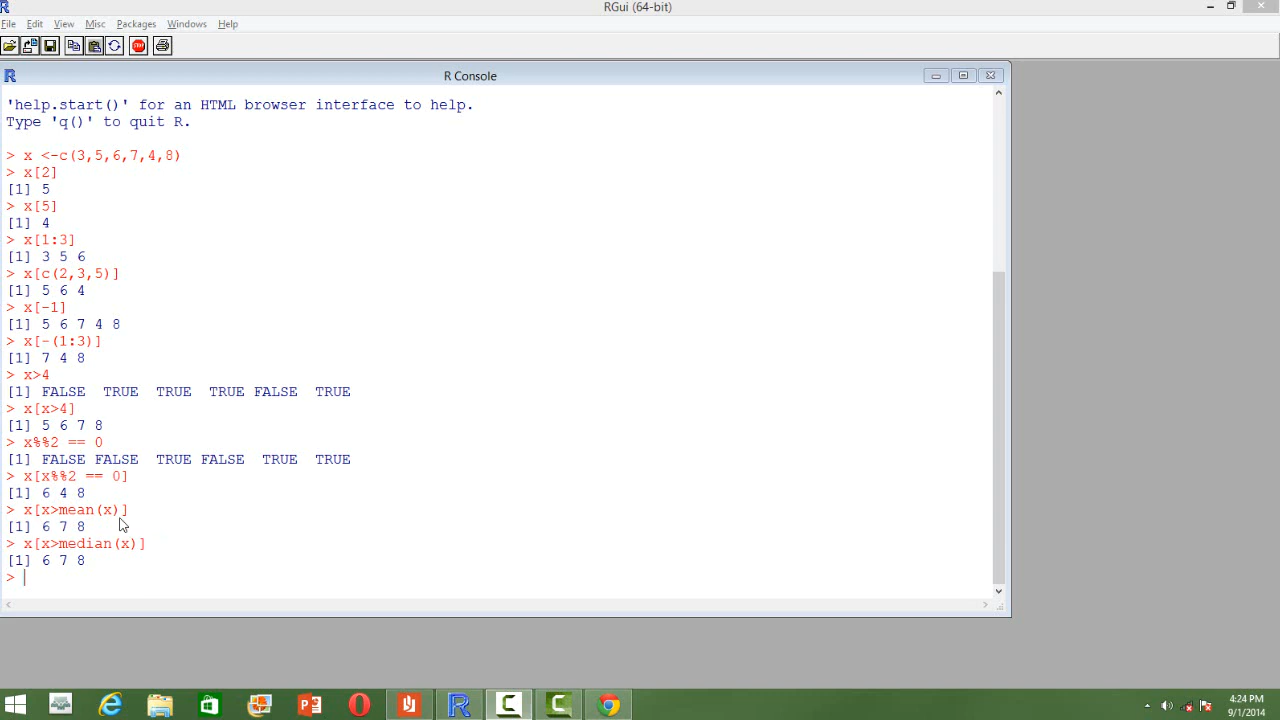 RGui (64-bit)
File Edit View Misc Packages Windows Help
STOP
R Console
'help.start()' for an HTML browser interface to help.
Type 'q()' to quit R.
> x <-c(3,5,6,7,4,8)
> x[2]
[1] 5
> x[5]
[1] 4
> x[1:3]
[1] 3 5 6
> x[c(2,3,5)]
[1] 5 6 4
> x[-1]
[1] 5 6 7 4 8
> x[-(1:3)]
[1] 7 4 8
> x>4
[1] FALSE  TRUE  TRUE  TRUE FALSE  TRUE
> x[x>4]
[1] 5 6 7 8
> x%%2 == 0
[1] FALSE FALSE  TRUE FALSE  TRUE  TRUE
> x[x%%2 == 0]
[1] 6 4 8
> x[x>mean(x)]
[1] 6 7 8
> x[x>median(x)]
[1] 6 7 8
>
4:24 PM
9/1/2014